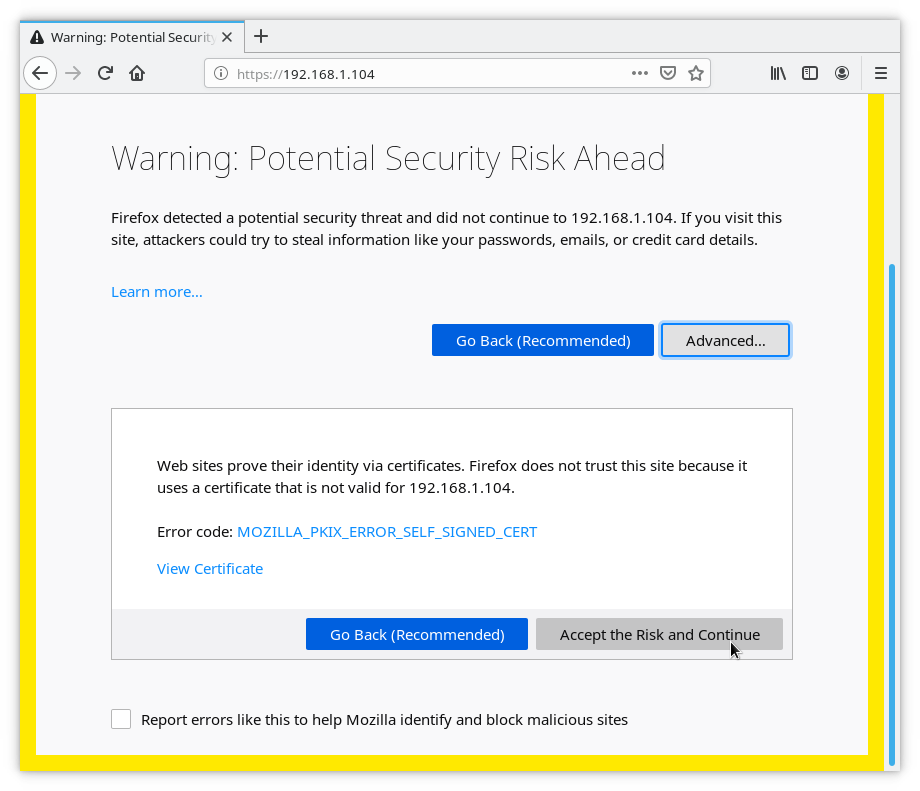 Warning: Potential Security
https://192.168.1.104
Warning: Potential Security Risk Ahead
Firefox detected a potential security threat and did not continue to 192.168.1.104. If you visit this
site, attackers could try to steal information like your passwords, emails, or credit card details.
Learn more...
Go Back (Recommended)
Advanced...
Web sites prove their identity via certificates. Firefox does not trust this site because it
uses a certificate that is not valid for 192.168.1.104.
Error code: MOZILLA_PKIX_ERROR_SELF_SIGNED_CERT
View Certificate
Go Back (Recommended)
Accept the Risk and Continue
Report errors like this to help Mozilla identify and block malicious sites